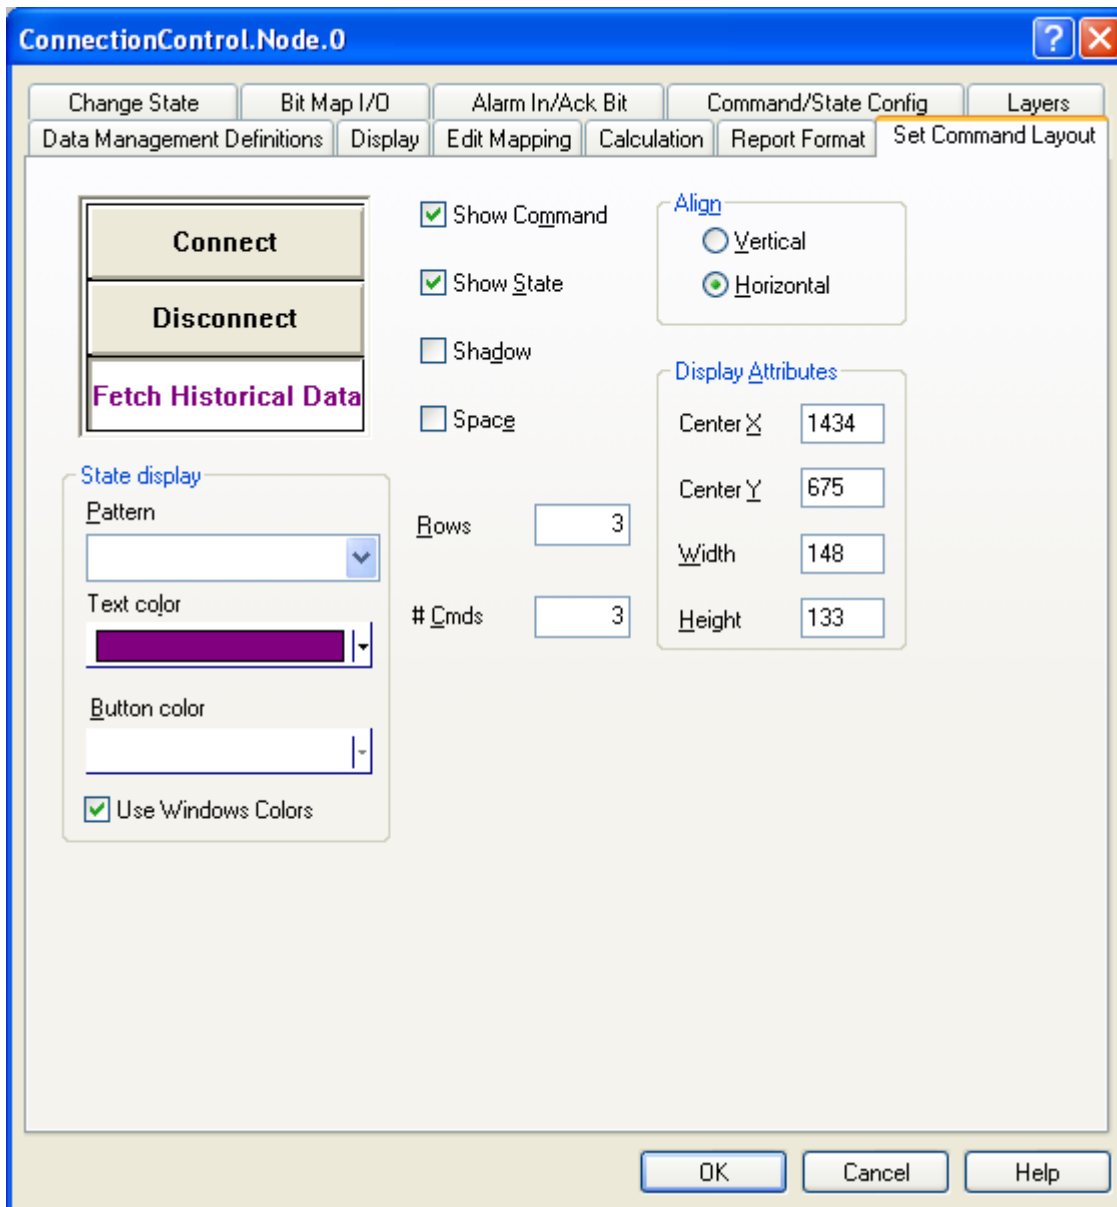 ConnectionControl.Node.0
Change State
Bit Map I/O
Alarm In/Ack Bit
Command/State Config
Layers
Data Management Definitions
Display
Edit Mapping
Calculation
Report Format
Set Command Layout
Connect
Disconnect
Fetch Historical Data
Show Command
Show State
Shadow
Space
Align
Vertical
Horizontal
Display Attributes
Center X 1434
Center Y 675
Width 148
Height 133
State display
Pattern
Text color
Button color
Use Windows Colors
Rows 3
# Cmds 3
OK
Cancel
Help